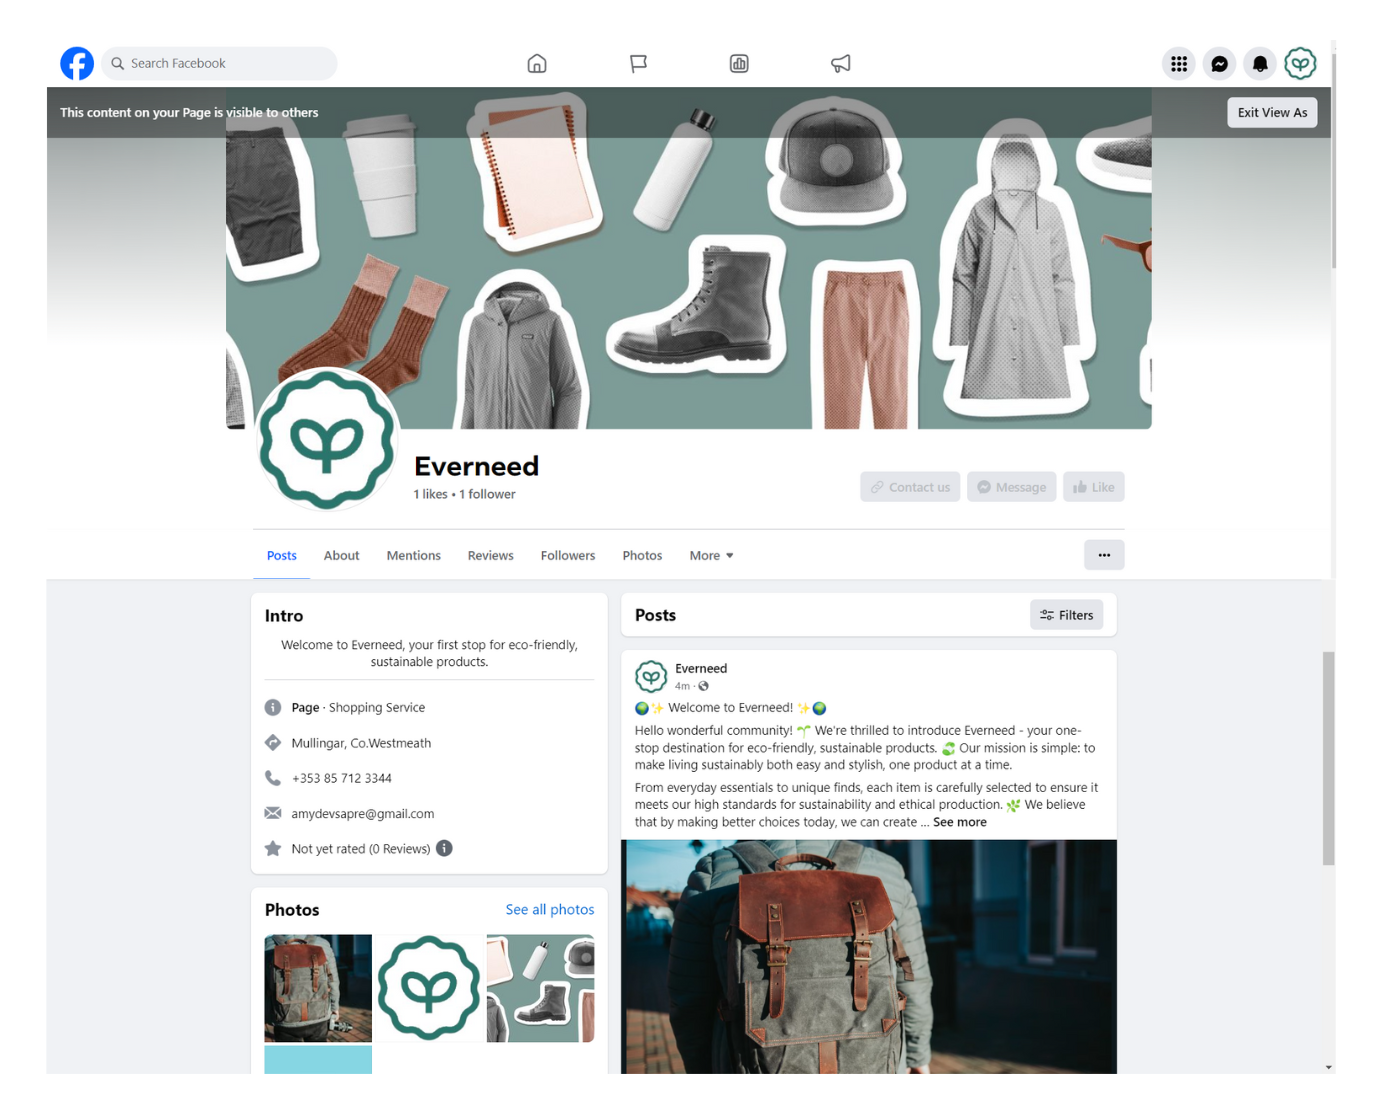 Search Facebook
This content on your Page is visible to others
Exit View As
Everneed
1 likes • 1 follower
Contact us
Message
Like
Posts
About
Mentions
Reviews
Followers
Photos
More
Intro
Welcome to Everneed, your first stop for eco-friendly,
sustainable products.
Page · Shopping Service
Mullingar, Co.Westmeath
+353 85 712 3344
amydevsapre@gmail.com
Not yet rated (0 Reviews)
Photos
See all photos
Posts
Filters
Everneed
4m ·
🌍✨ Welcome to Everneed! ✨🌍
Hello wonderful community! 🌱 We're thrilled to introduce Everneed - your one-
stop destination for eco-friendly, sustainable products. ♻️ Our mission is simple: to
make living sustainably both easy and stylish, one product at a time.
From everyday essentials to unique finds, each item is carefully selected to ensure it
meets our high standards for sustainability and ethical production. 🌿 We believe
that by making better choices today, we can create ... See more